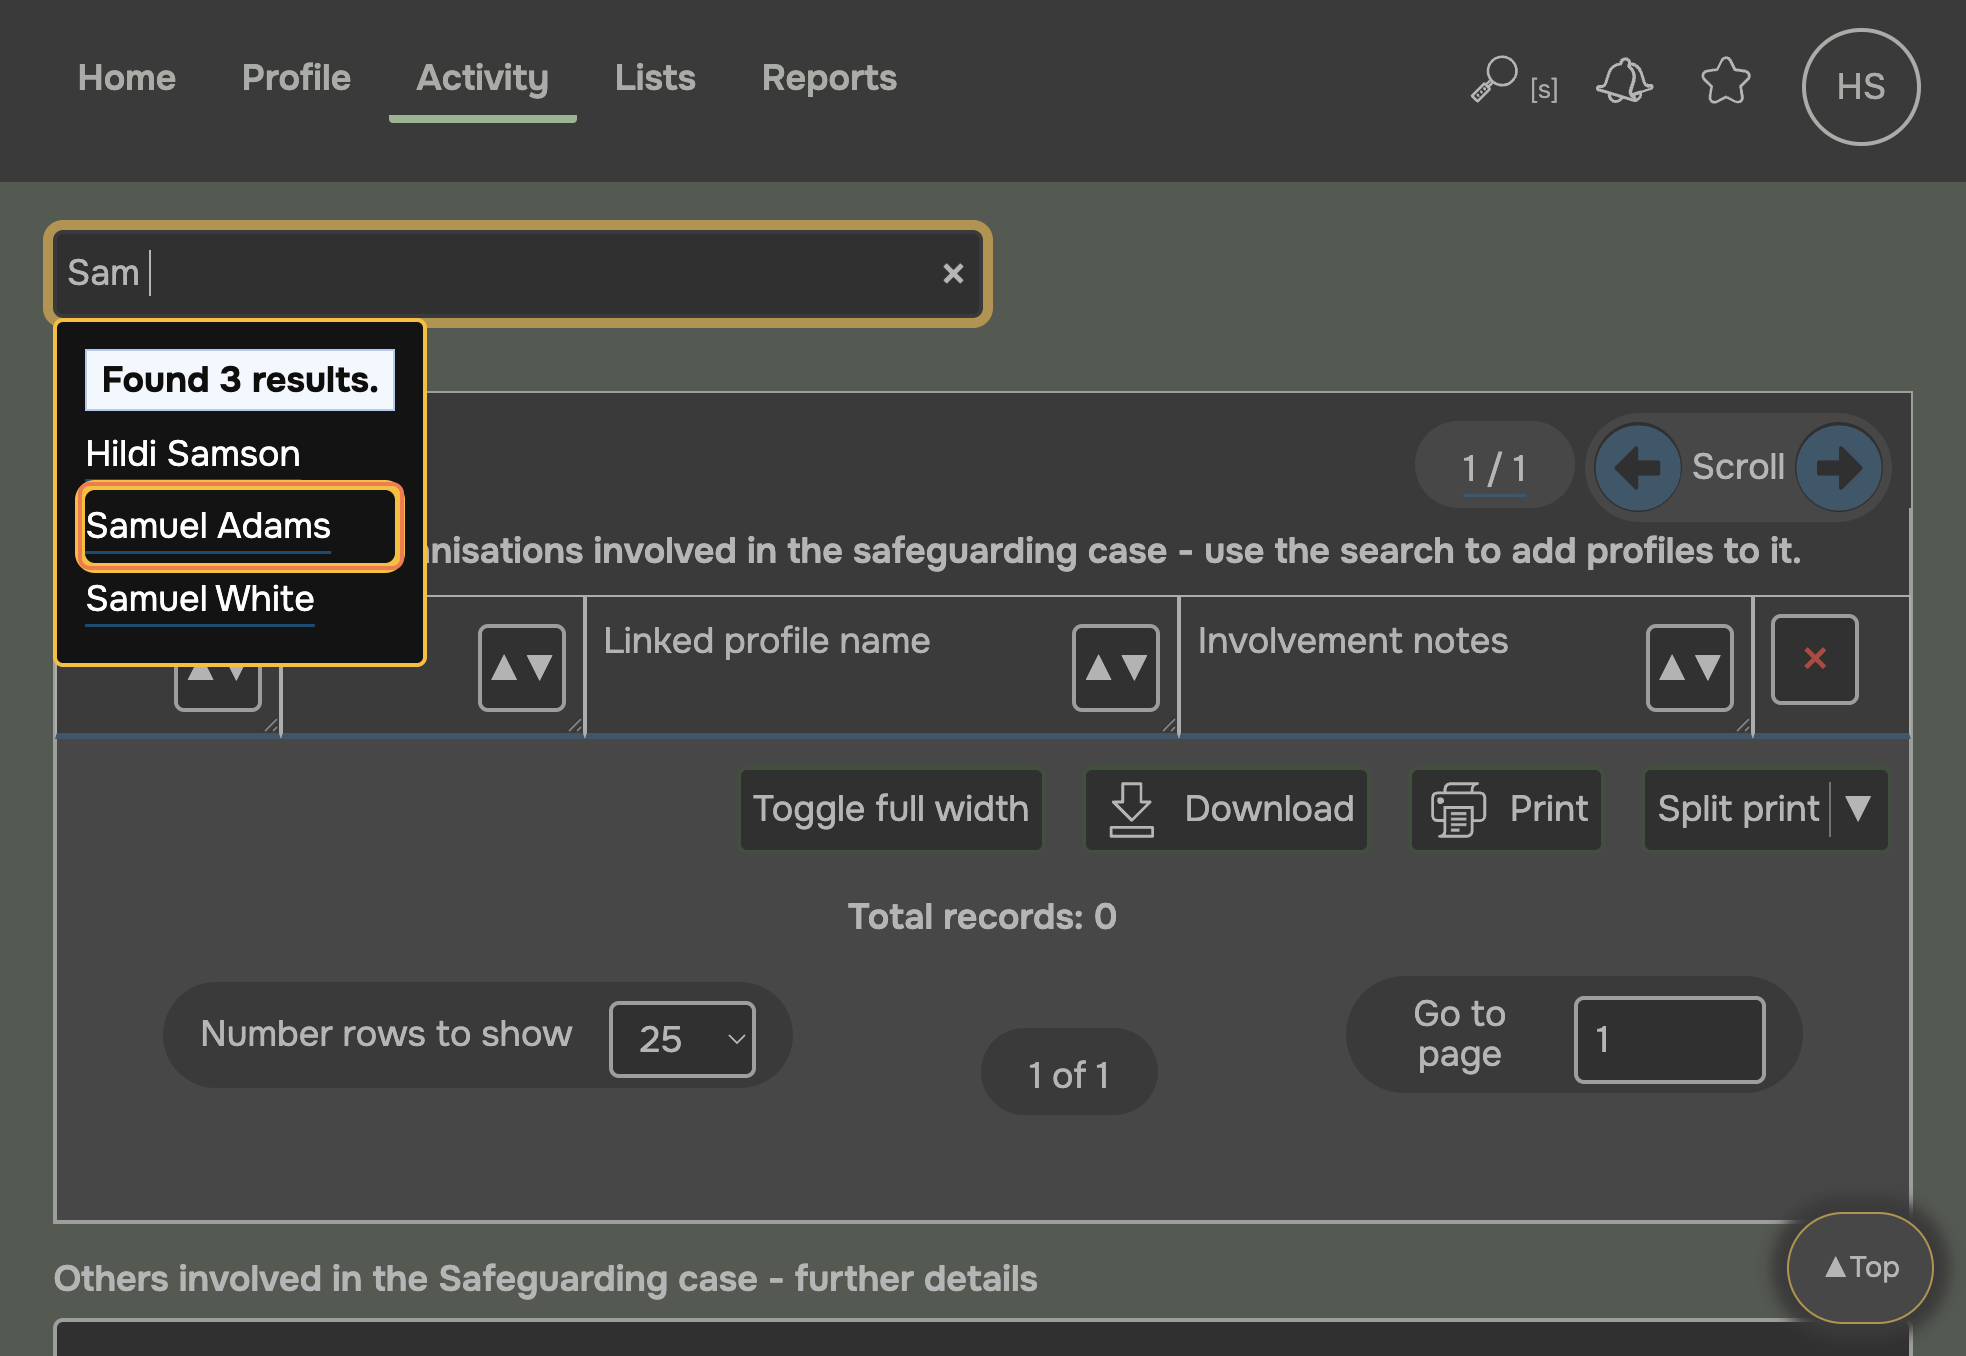 Home Profile Activity Lists Reports [s] HS
Sam
Found 3 results.
Hildi Samson
Samuel Adams
Samuel White
1 / 1 Scroll
involved in the safeguarding case - use the search to add profiles to it.
Linked profile name Involvement notes
Toggle full width Download Print Split print
Total records: 0
Number rows to show 25
1 of 1
Go to
page 1
Others involved in the Safeguarding case - further details
Top